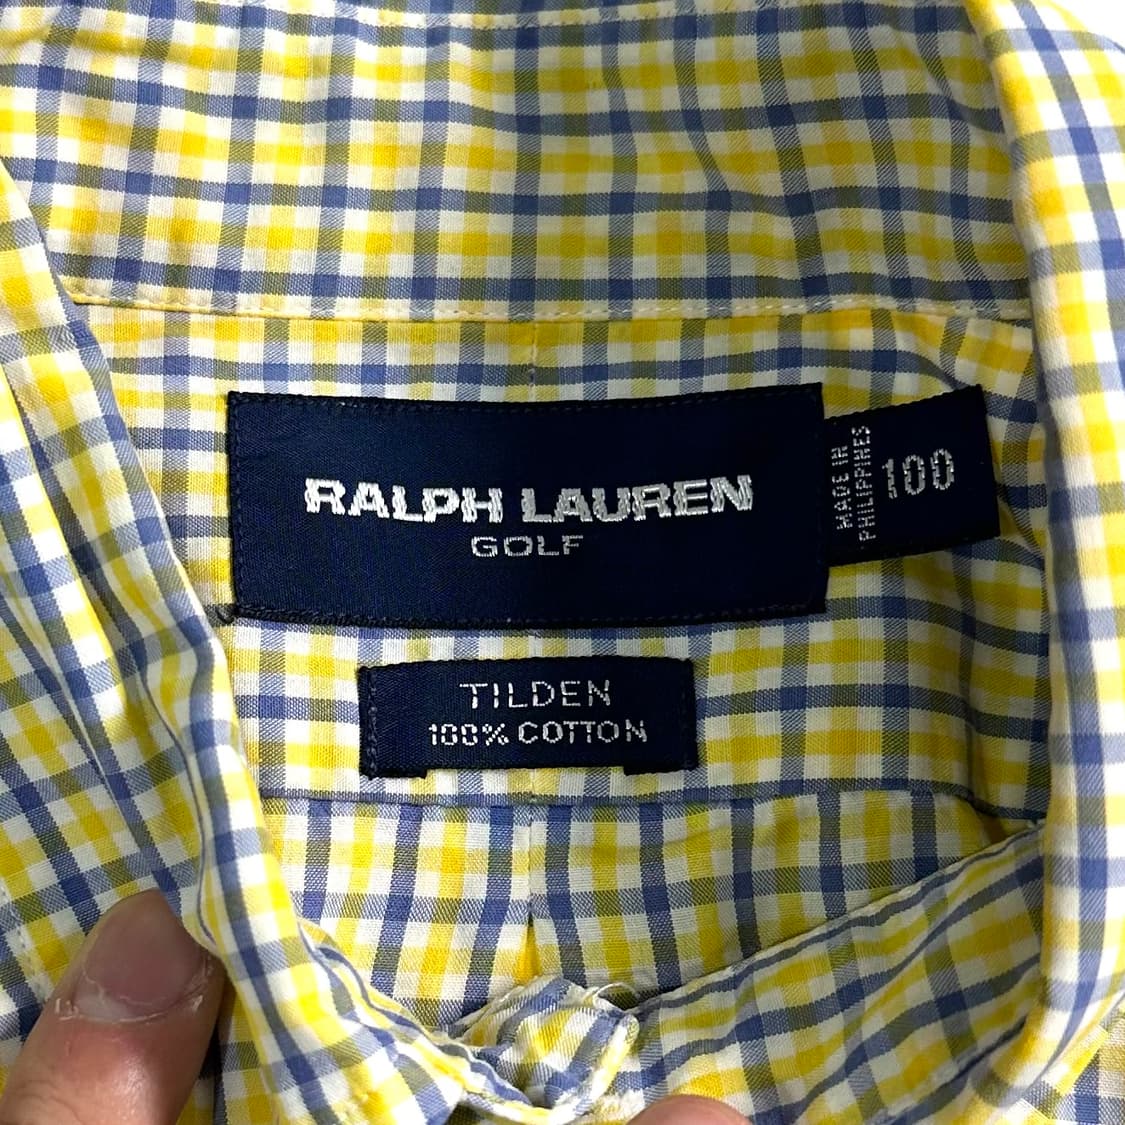 RALPH LAUREN
GOLF
MADE IN
PHILIPPINES
100
TILDEN
100% COTTON